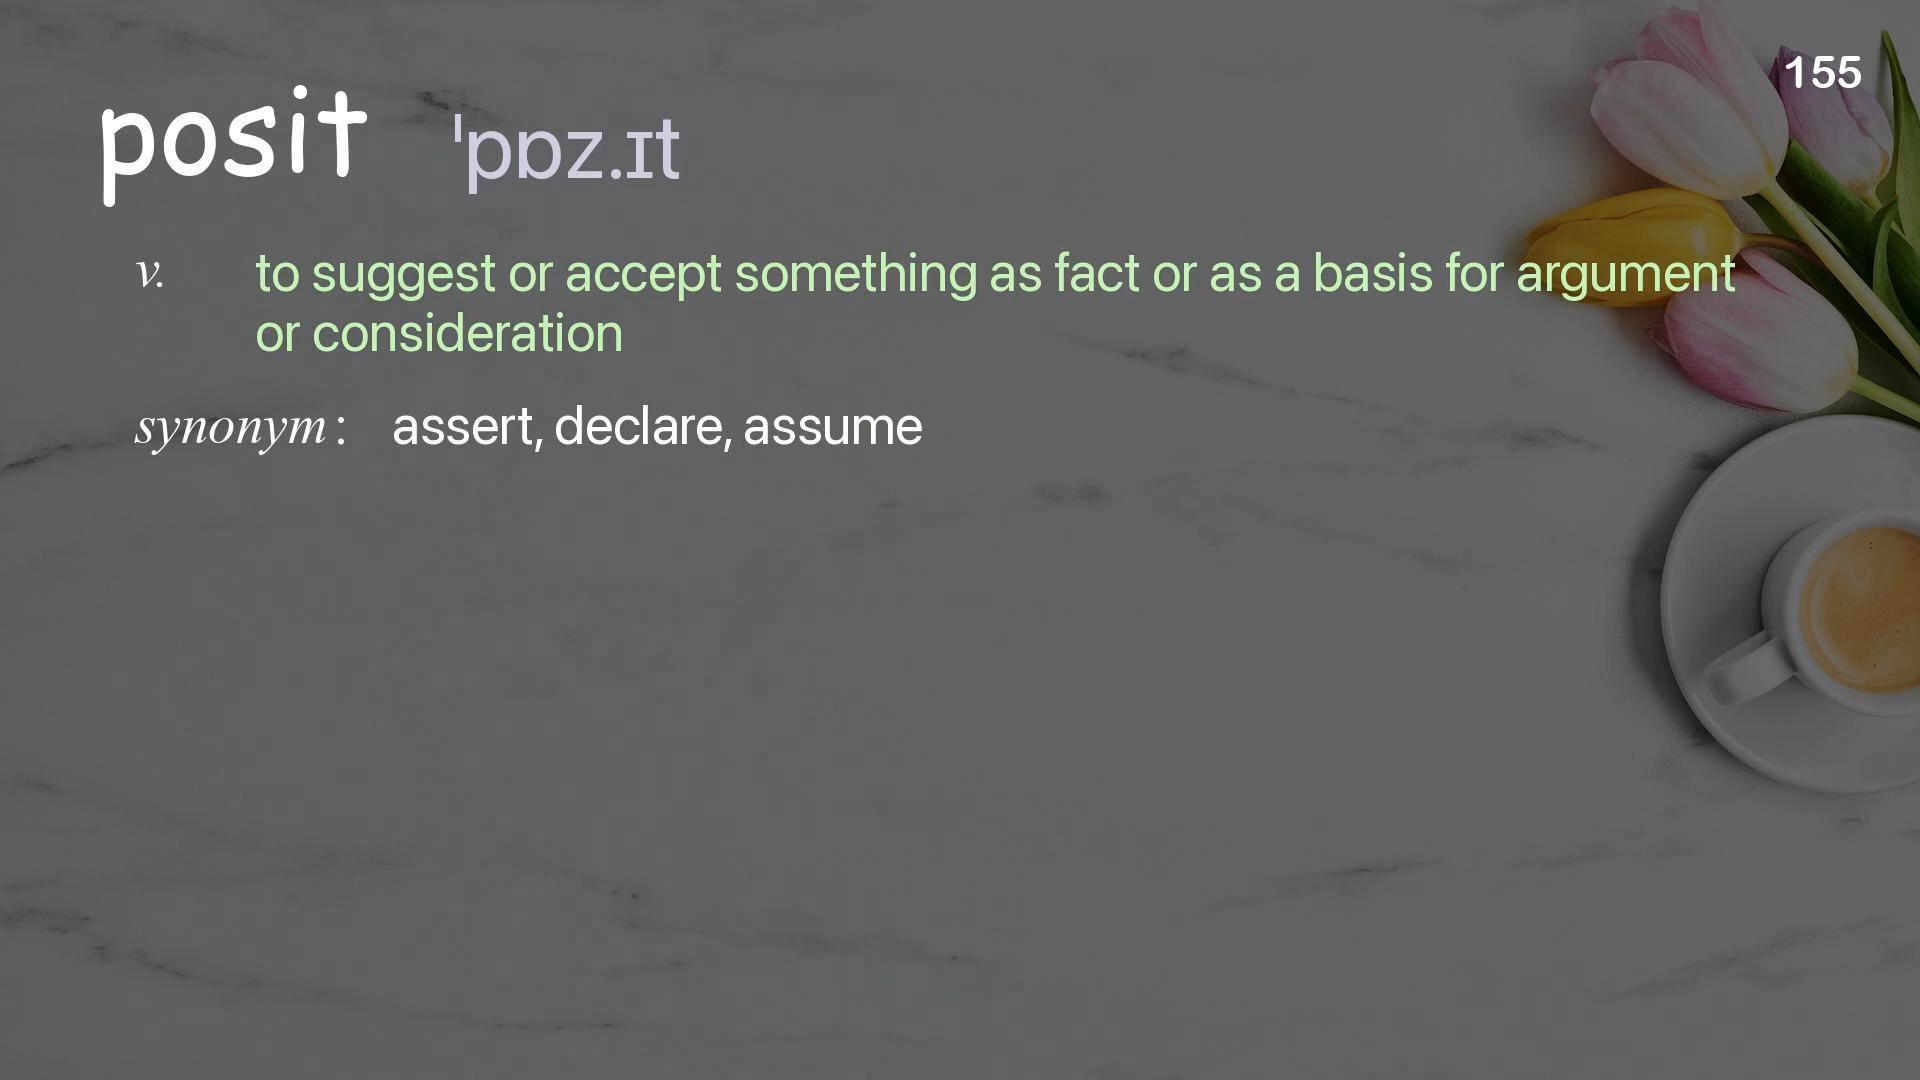 155
posit ˈpɒz.ɪt
v. to suggest or accept something as fact or as a basis for argument
or consideration
synonym : assert, declare, assume